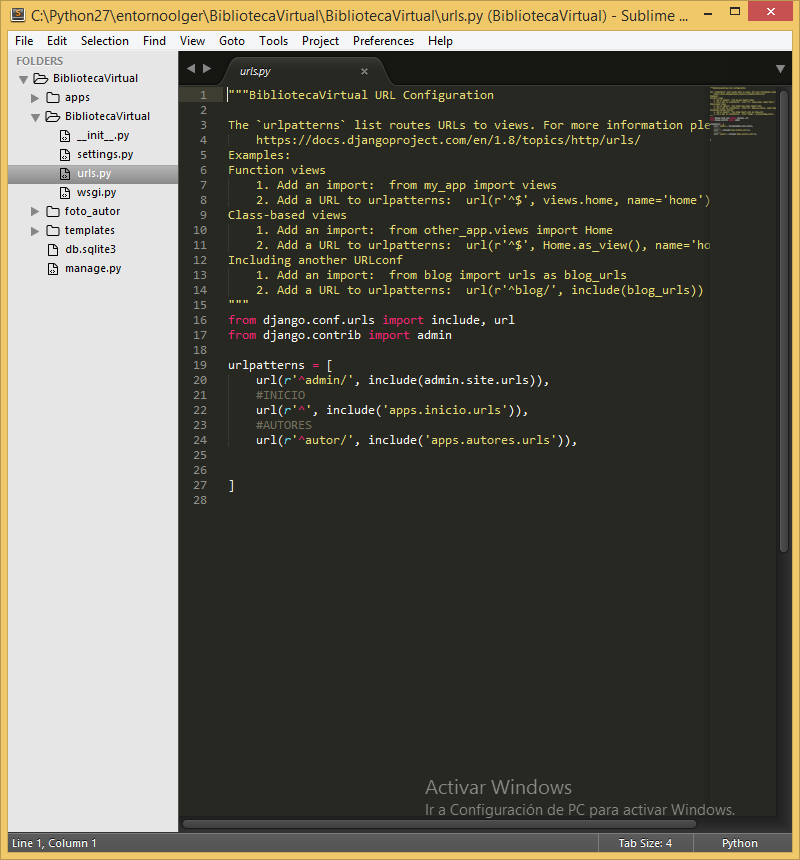 C:\Python27\entornoolger\BibliotecaVirtual\BibliotecaVirtual\urls.py (BibliotecaVirtual) - Sublime ...
File Edit Selection Find View Goto Tools Project Preferences Help
FOLDERS
BibliotecaVirtual
apps
BibliotecaVirtual
__init__.py
settings.py
urls.py
wsgi.py
foto_autor
templates
db.sqlite3
manage.py
urls.py
1 """BibliotecaVirtual URL Configuration
2
3 The `urlpatterns` list routes URLs to views. For more information ple
4     https://docs.djangoproject.com/en/1.8/topics/http/urls/
5 Examples:
6 Function views
7     1. Add an import:  from my_app import views
8     2. Add a URL to urlpatterns:  url(r'^$', views.home, name='home')
9 Class-based views
10     1. Add an import:  from other_app.views import Home
11     2. Add a URL to urlpatterns:  url(r'^$', Home.as_view(), name='ho
12 Including another URLconf
13     1. Add an import:  from blog import urls as blog_urls
14     2. Add a URL to urlpatterns:  url(r'^blog/', include(blog_urls))
15 """
16 from django.conf.urls import include, url
17 from django.contrib import admin
18
19 urlpatterns = [
20     url(r'^admin/', include(admin.site.urls)),
21     #INICIO
22     url(r'^', include('apps.inicio.urls')),
23     #AUTORES
24     url(r'^autor/', include('apps.autores.urls')),
25
26
27 ]
28
Activar Windows
Ir a Configuración de PC para activar Windows.
Line 1, Column 1 Tab Size: 4 Python